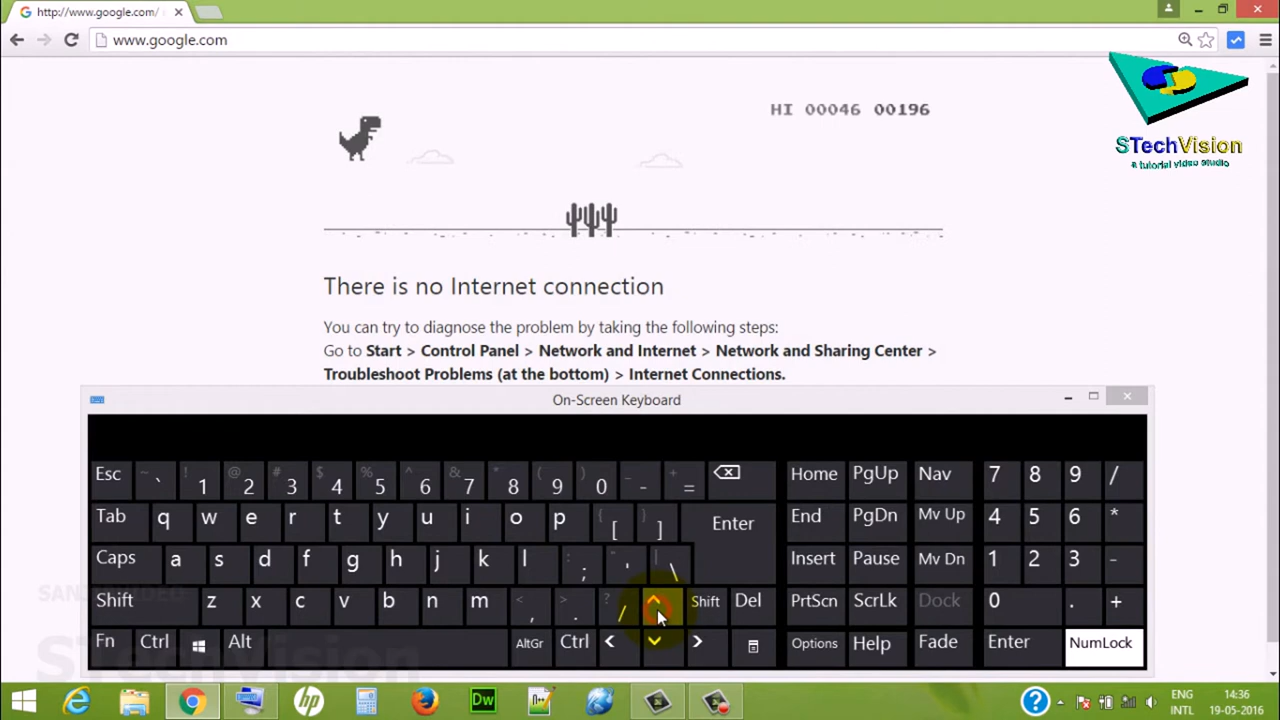 http://www.google.com/
www.google.com
HI 00046 00196
STechVision
a tutorial video studio
There is no Internet connection
You can try to diagnose the problem by taking the following steps:
Go to Start > Control Panel > Network and Internet > Network and Sharing Center >
Troubleshoot Problems (at the bottom) > Internet Connections.
On-Screen Keyboard
Esc ~ ` ! 1 @ 2 # 3 $ 4 % 5 ^ 6 & 7 * 8 ( 9 ) 0 _ - + = Home PgUp Nav 7 8 9 /
Tab q w e r t y u i o p { [ } ] Enter End PgDn Mv Up 4 5 6 *
Caps a s d f g h j k l : ; " ' | \ Insert Pause Mv Dn 1 2 3 -
Shift z x c v b n m < , > . ? / ^ Shift Del PrtScn ScrLk Dock 0 . +
Fn Ctrl Alt AltGr Ctrl < > Options Help Fade Enter NumLock
STechVision
Dw
ENG 14:36
INTL 19-05-2016